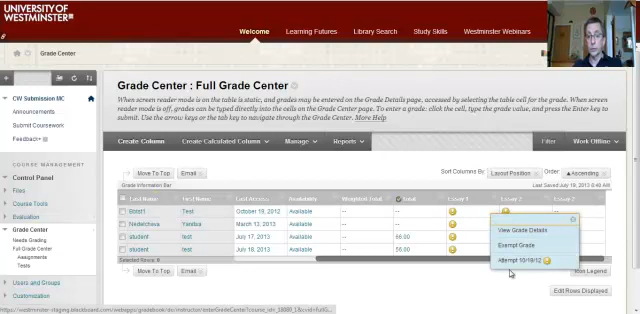 UNIVERSITY OF
WESTMINSTER
Welcome
Learning Futures
Library Search
Study Skills
Westminster Webinars
Grade Center
CW Submission MC
Announcements
Submit Coursework
Feedback+
COURSE MANAGEMENT
Control Panel
Files
Course Tools
Evaluation
Grade Center
Needs Grading
Full Grade Center
Assignments
Tests
Users and Groups
Customization
Grade Center : Full Grade Center
When screen reader mode is on the table is static, and grades may be entered on the Grade Details page, accessed by selecting the table cell for the grade. When screen
reader mode is off, grades can be typed directly into the cells on the Grade Center page. To enter a grade: click the cell, type the grade value, and press the Enter key to
submit. Use the arrow keys or the tab key to navigate through the Grade Center. More Help
Create Column
Create Calculated Column
Manage
Reports
Filter
Work Offline
Move To Top
Email
Sort Columns By:
Layout Position
Order:
Ascending
Grade Information Bar
Last Saved:July 18, 2013 8:40 AM
Last Name First Name Last Access Availability Weighted Total Total Essay 1 Essay 2 Essay 2
Test October 19, 2012 Available -- -- --
Nedeltcheva Yanitsa March 13, 2013 Available -- -- --
student test July 17, 2013 Available -- 66.00
student test July 18, 2013 Available -- 56.00
View Grade Details
Exempt Grade
Attempt 10/19/12
Selected Rows: 0
Move To Top
Email
Icon Legend
Edit Rows Displayed